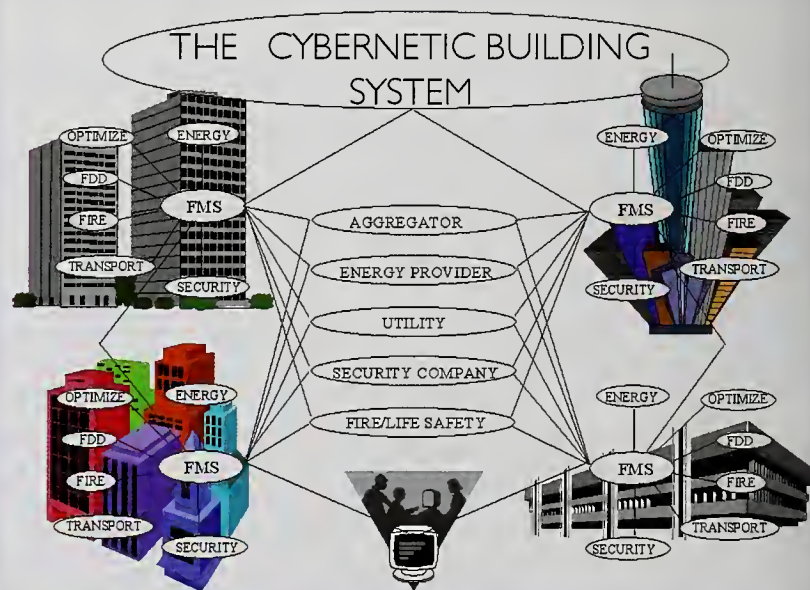 THE CYBERNETIC BUILDING
SYSTEM
OPTIMIZE
ENERGY
FDD
FMS
FIRE
TRANSPORT
SECURITY
ENERGY
OPTIMIZE
FDD
FMS
FIRE
TRANSPORT
SECURITY
AGGREGATOR
ENERGY PROVIDER
UTILITY
SECURITY COMPANY
FIRE/LIFE SAFETY
OPTIMIZE
ENERGY
FDD
FMS
FIRE
TRANSPORT
SECURITY
ENERGY
OPTIMIZE
FDD
FMS
FIRE
TRANSPORT
SECURITY